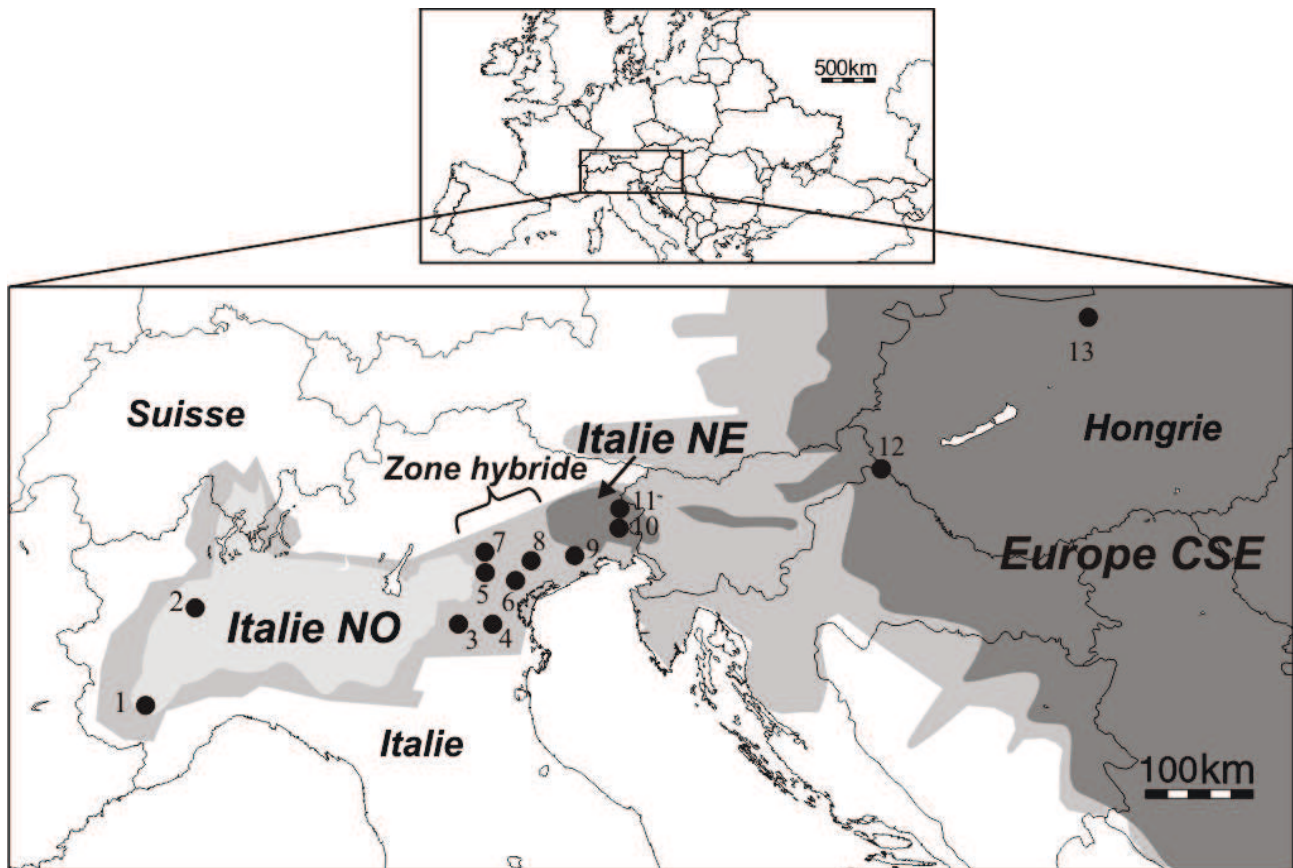 500km
Suisse
Italie NE
Zone hybride
Italie NO
Italie
Hongrie
Europe CSE
1
2
3
4
5
6
7
8
9
10
11
12
13
100km